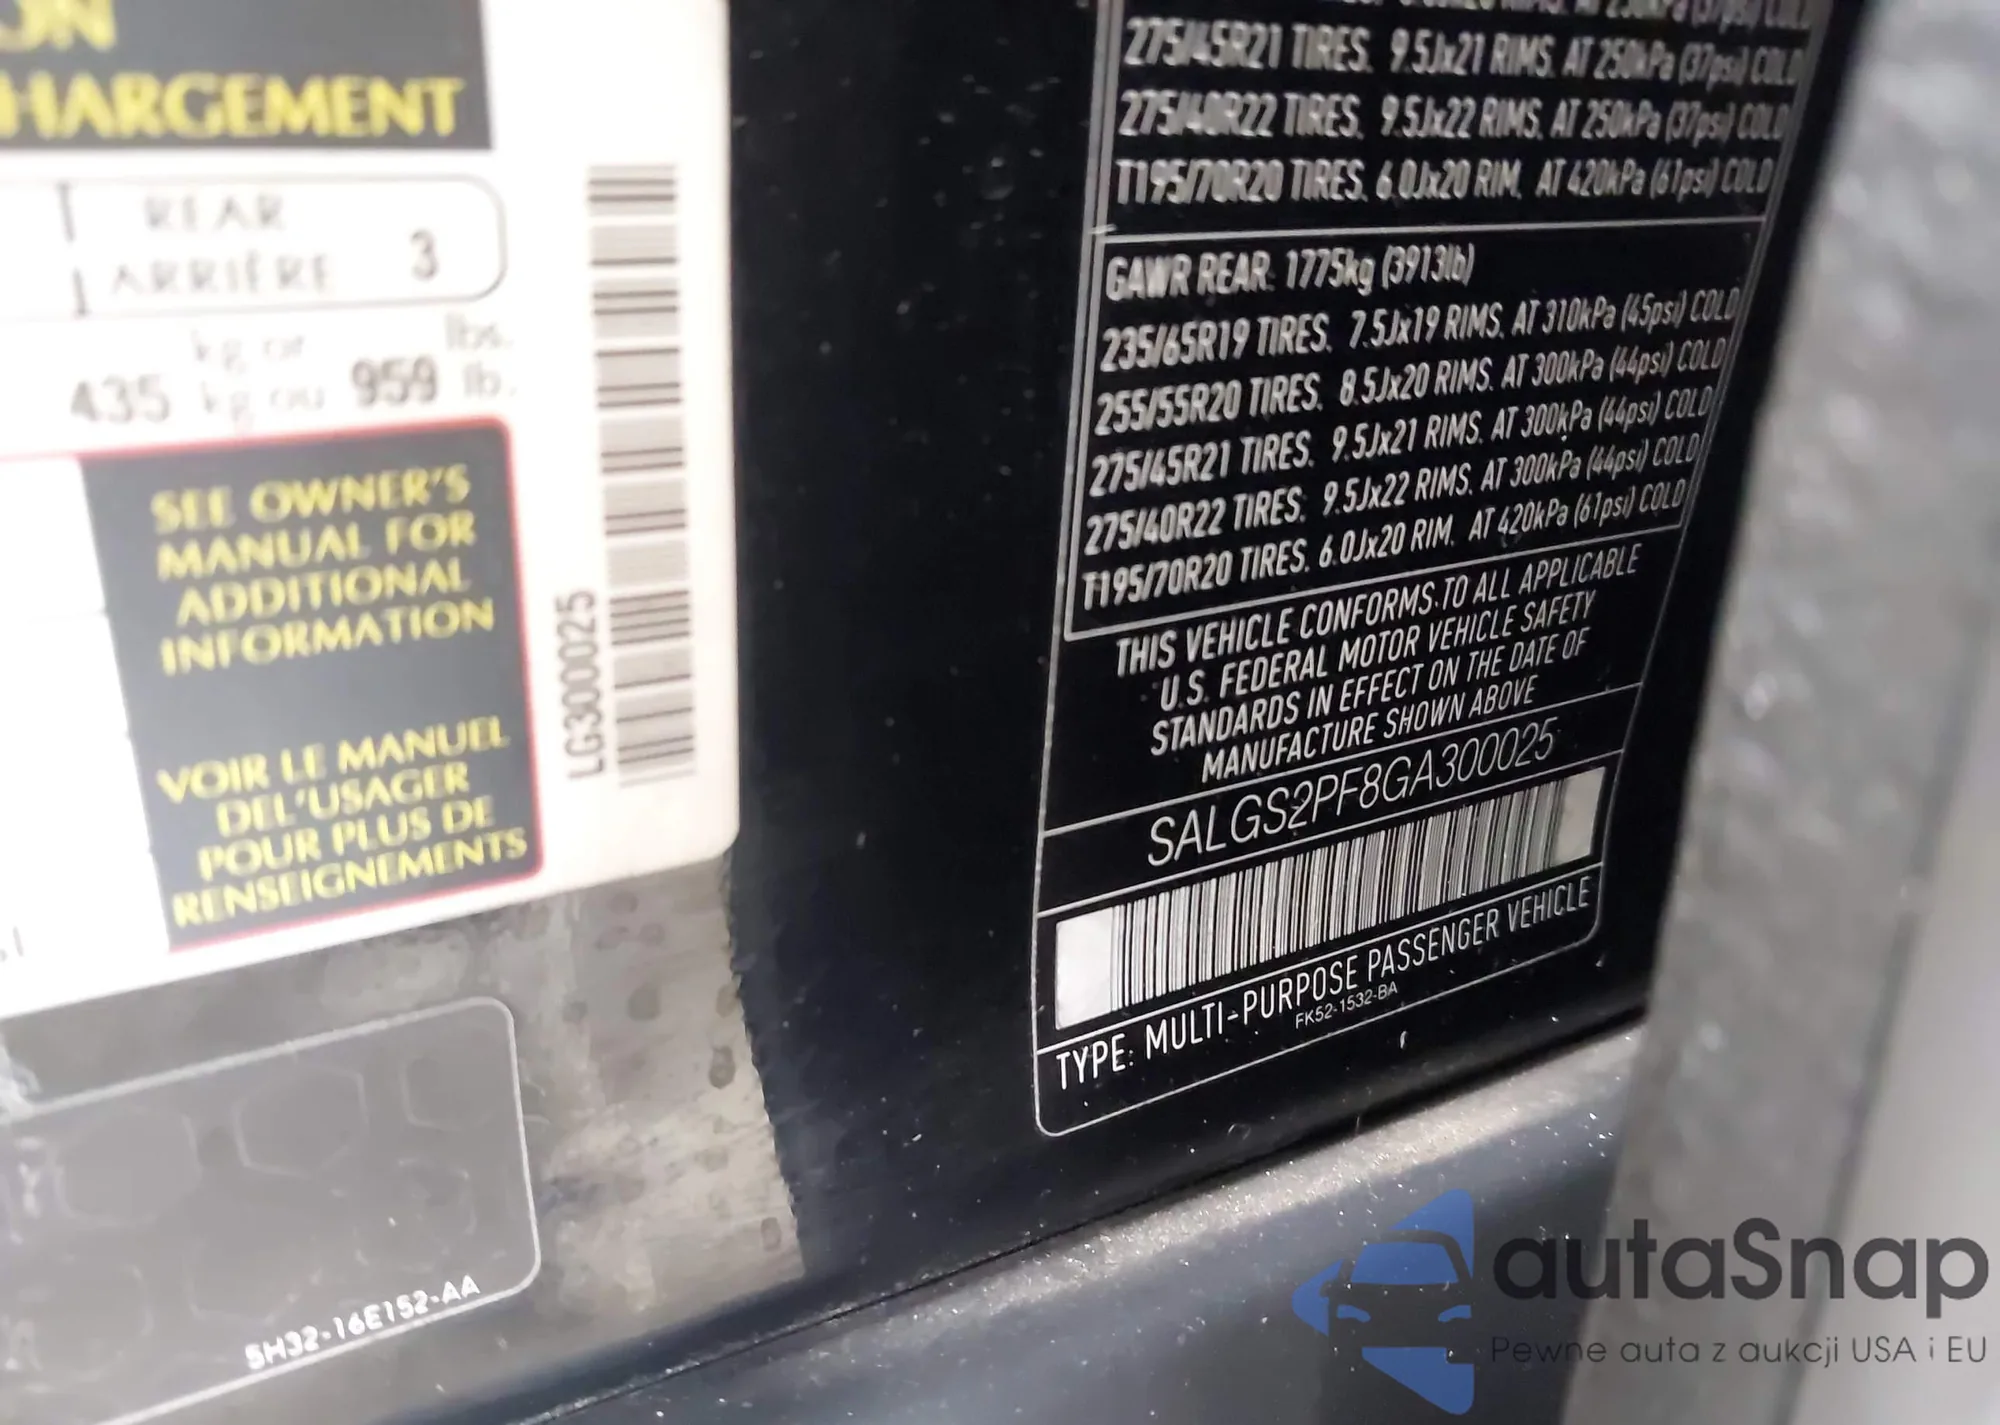 HARGEMENT
REAR
ARRIÈRE 3
kg or lbs.
435 kg ou 959 lb.
SEE OWNER'S
MANUAL FOR
ADDITIONAL
INFORMATION
VOIR LE MANUEL
DEL'USAGER
POUR PLUS DE
RENSEIGNEMENTS
LG300025
5H32-16E152-AA
275/45R21 TIRES. 9.5Jx21 RIMS. AT 250kPa (37psi) COLD
275/40R22 TIRES. 9.5Jx22 RIMS. AT 250kPa (37psi) COLD
T195/70R20 TIRES. 6.0Jx20 RIM. AT 420kPa (61psi) COLD
GAWR REAR: 1775kg (3913lb)
235/65R19 TIRES. 7.5Jx19 RIMS. AT 310kPa (45psi) COLD
255/55R20 TIRES. 8.5Jx20 RIMS. AT 300kPa (44psi) COLD
275/45R21 TIRES. 9.5Jx21 RIMS. AT 300kPa (44psi) COLD
275/40R22 TIRES. 9.5Jx22 RIMS. AT 300kPa (44psi) COLD
T195/70R20 TIRES. 6.0Jx20 RIM. AT 420kPa (61psi) COLD
THIS VEHICLE CONFORMS TO ALL APPLICABLE
U.S. FEDERAL MOTOR VEHICLE SAFETY
STANDARDS IN EFFECT ON THE DATE OF
MANUFACTURE SHOWN ABOVE
SALGS2PF8GA300025
TYPE: MULTI-PURPOSE PASSENGER VEHICLE
FK52-1532-BA
autaSnap
Pewne auta z aukcji USA i EU